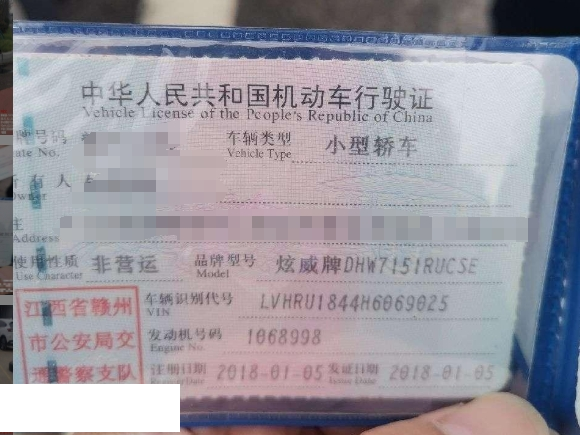 中华人民共和国机动车行驶证
Vehicle License of the People's Republic of China
牌号码 车辆类型 小型轿车
ate No. Vehicle Type
所有人
Owner
住
Address
使用性质 非营运 品牌型号 炫威牌DHW7151RUCSE
Use Character Model
江西省赣州 车辆识别代号 LVHRU1844H6069025
VIN
市公安局交 发动机号码 1068998
Engine No.
通警察支队 注册日期 2018-01-05 发证日期 2018-01-05
Register Date Issue Date